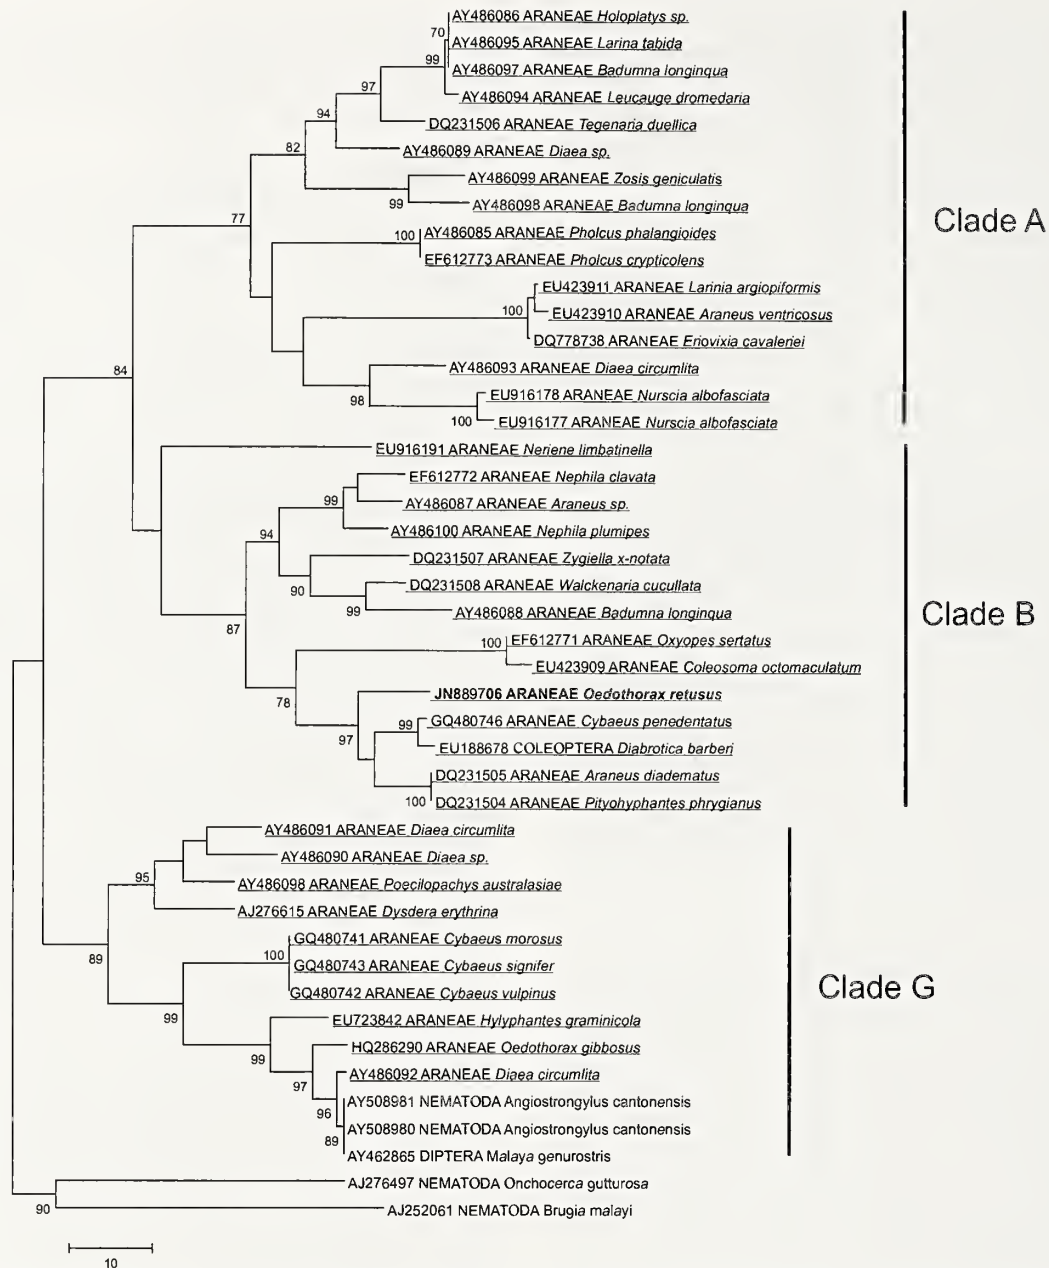 AY486086 ARANEAE Holoplatys sp.
70
AY486095 ARANEAE Larina tabida
99
AY486097 ARANEAE Badumna longinqua
97
AY486094 ARANEAE Leucauge dromedaria
94
DQ231506 ARANEAE Tegenaria duellica
82
AY486089 ARANEAE Diaea sp.
AY486099 ARANEAE Zosis geniculatis
99
AY486098 ARANEAE Badumna longinqua
77
Clade A
100
AY486085 ARANEAE Pholcus phalangioides
EF612773 ARANEAE Pholcus crypticolens
EU423911 ARANEAE Larinia argiopiformis
100
EU423910 ARANEAE Araneus ventricosus
DQ778738 ARANEAE Eriovixia cavaleriei
84
AY486093 ARANEAE Diaea circumlita
98
EU916178 ARANEAE Nurscia albofasciata
100
EU916177 ARANEAE Nurscia albofasciata
EU916191 ARANEAE Neriene limbatinella
EF612772 ARANEAE Nephila clavata
99
AY486087 ARANEAE Araneus sp.
94
AY486100 ARANEAE Nephila plumipes
DQ231507 ARANEAE Zygiella x-notata
90
DQ231508 ARANEAE Walckenaria cucullata
99
AY486088 ARANEAE Badumna longinqua
Clade B
87
100
EF612771 ARANEAE Oxyopes sertatus
EU423909 ARANEAE Coleosoma octomaculatum
78
JN889706 ARANEAE Oedothorax retusus
99
GQ480746 ARANEAE Cybaeus penedentatus
97
EU188678 COLEOPTERA Diabrotica barberi
DQ231505 ARANEAE Araneus diadematus
100
DQ231504 ARANEAE Pityohyphantes phrygianus
AY486091 ARANEAE Diaea circumlita
AY486090 ARANEAE Diaea sp.
95
AY486098 ARANEAE Poecilopachys australasiae
AJ276615 ARANEAE Dysdera erythrina
89
GQ480741 ARANEAE Cybaeus morosus
100
GQ480743 ARANEAE Cybaeus signifer
GQ480742 ARANEAE Cybaeus vulpinus
Clade G
99
EU723842 ARANEAE Hylyphantes graminicola
99
HQ286290 ARANEAE Oedothorax gibbosus
97
AY486092 ARANEAE Diaea circumlita
96
AY508981 NEMATODA Angiostrongylus cantonensis
AY508980 NEMATODA Angiostrongylus cantonensis
89
AY462865 DIPTERA Malaya genurostris
AJ276497 NEMATODA Onchocerca gutturosa
90
AJ252061 NEMATODA Brugia malayi
10